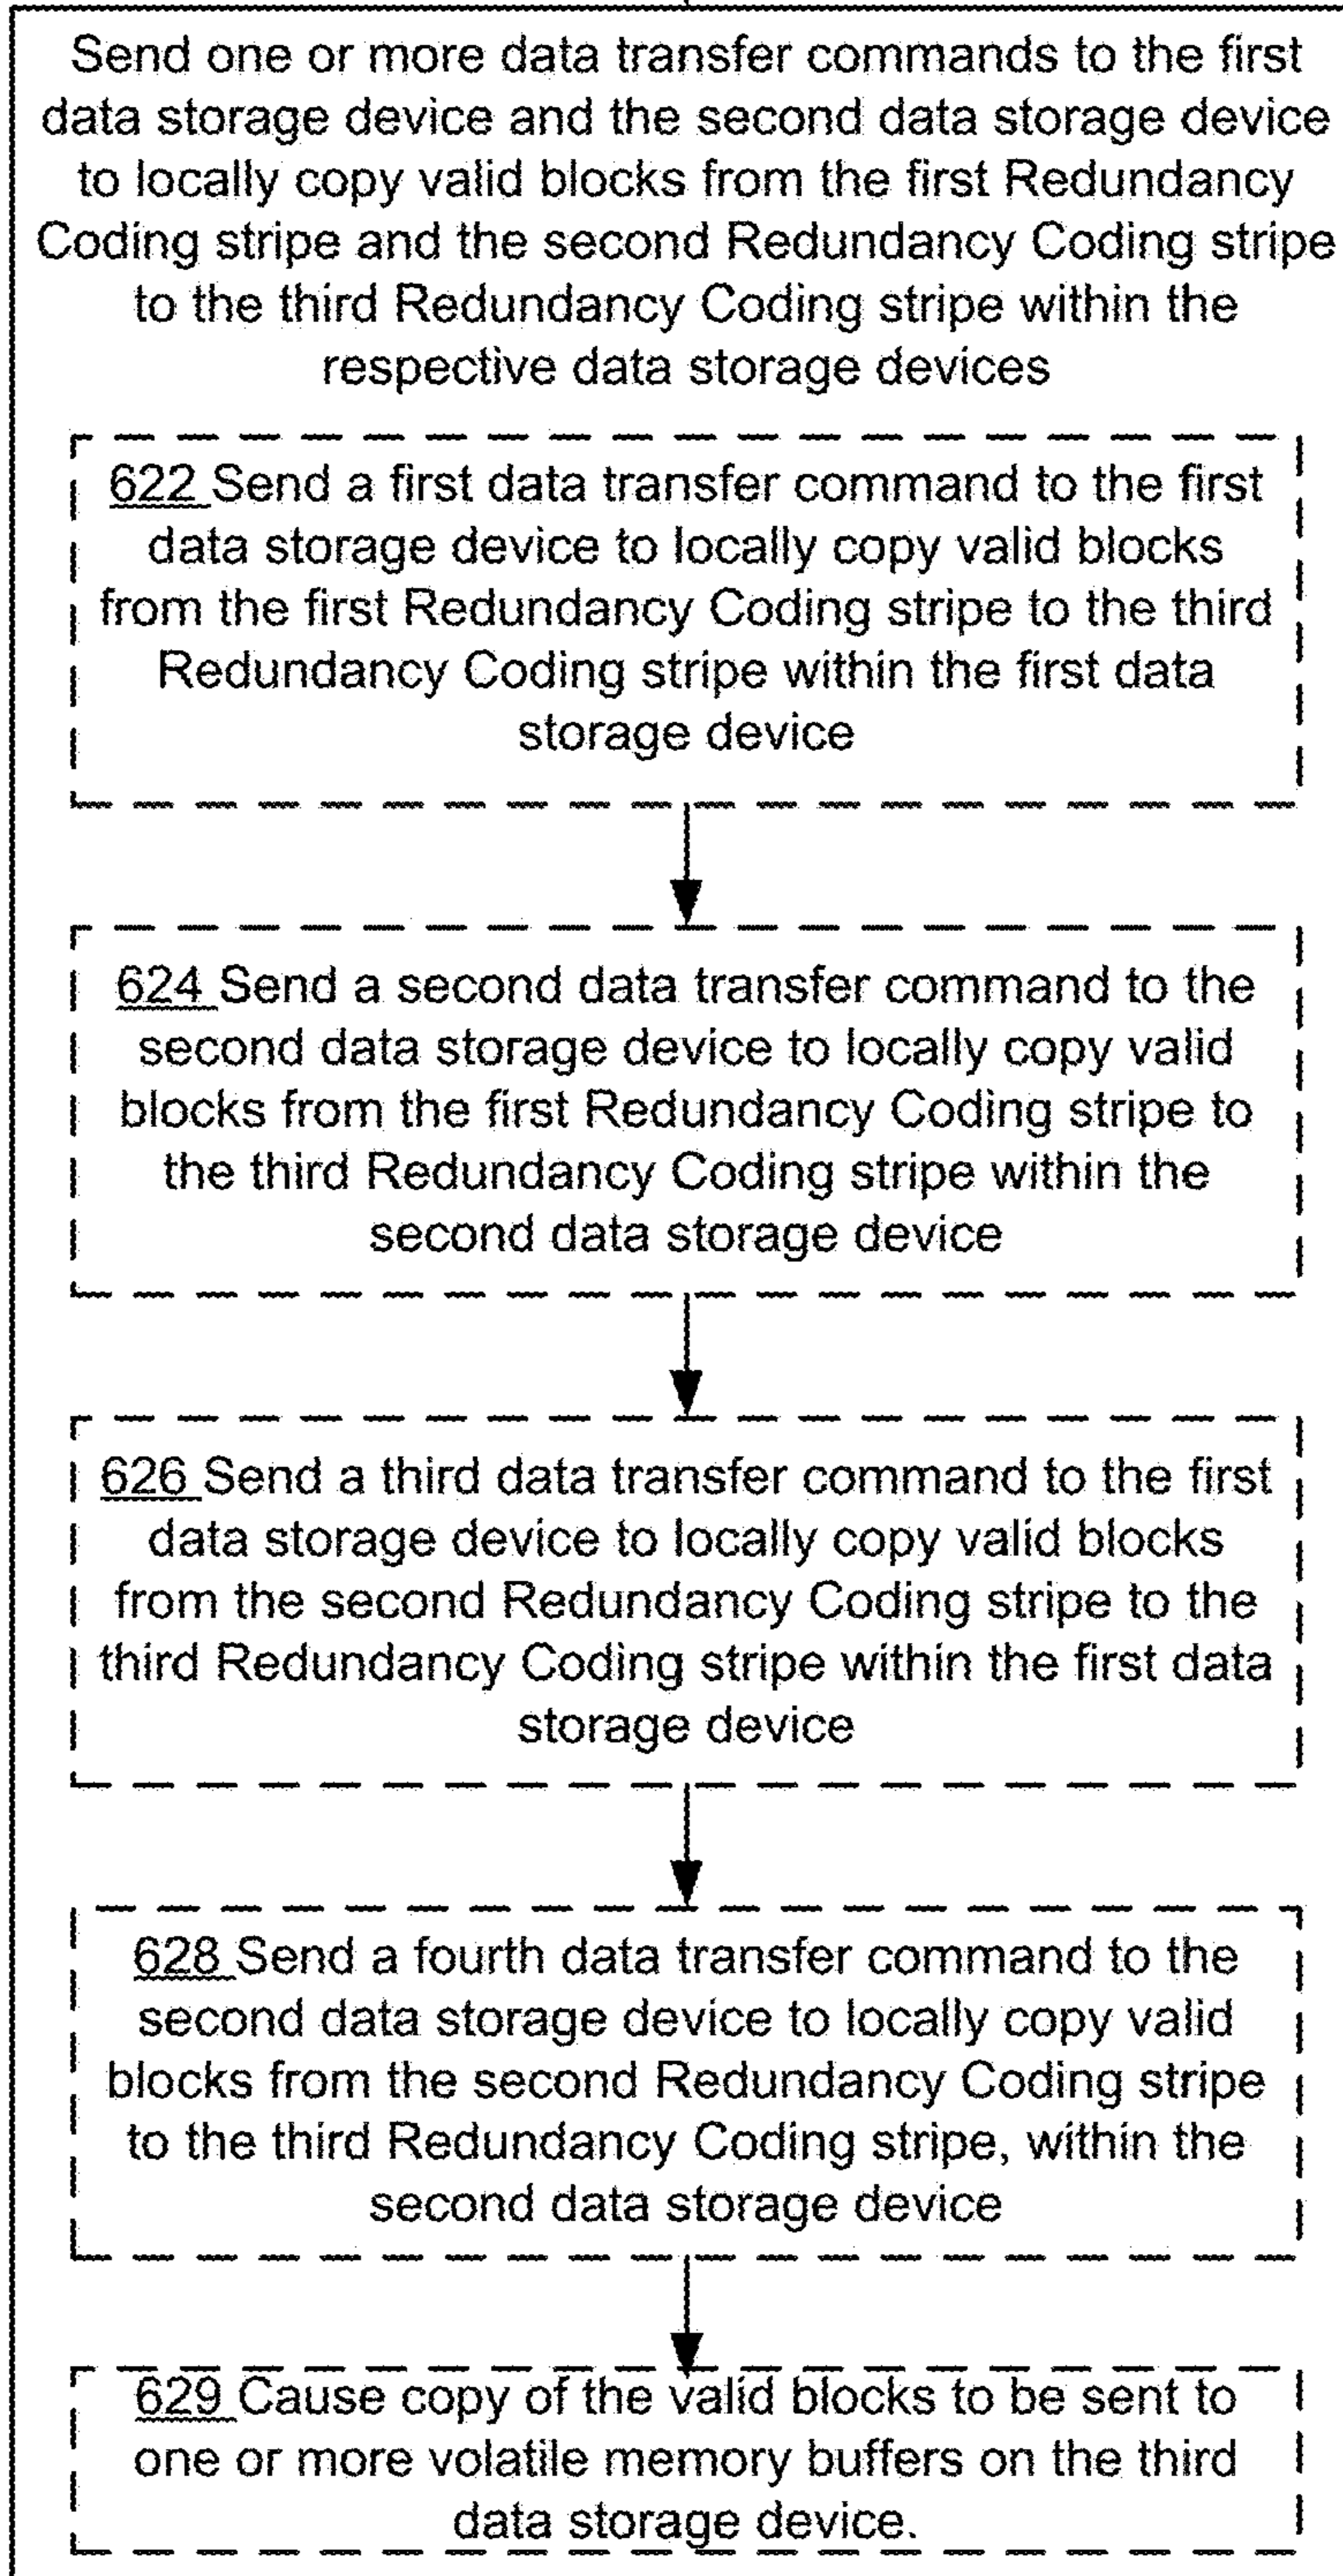 Send one or more data transfer commands to the first
data storage device and the second data storage device
to locally copy valid blocks from the first Redundancy
Coding stripe and the second Redundancy Coding stripe
to the third Redundancy Coding stripe within the
respective data storage devices
622 Send a first data transfer command to the first
data storage device to locally copy valid blocks
from the first Redundancy Coding stripe to the third
Redundancy Coding stripe within the first data
storage device
624 Send a second data transfer command to the
second data storage device to locally copy valid
blocks from the first Redundancy Coding stripe to
the third Redundancy Coding stripe within the
second data storage device
626 Send a third data transfer command to the first
data storage device to locally copy valid blocks
from the second Redundancy Coding stripe to the
third Redundancy Coding stripe within the first data
storage device
628 Send a fourth data transfer command to the
second data storage device to locally copy valid
blocks from the second Redundancy Coding stripe
to the third Redundancy Coding stripe, within the
second data storage device
629 Cause copy of the valid blocks to be sent to
one or more volatile memory buffers on the third
data storage device.